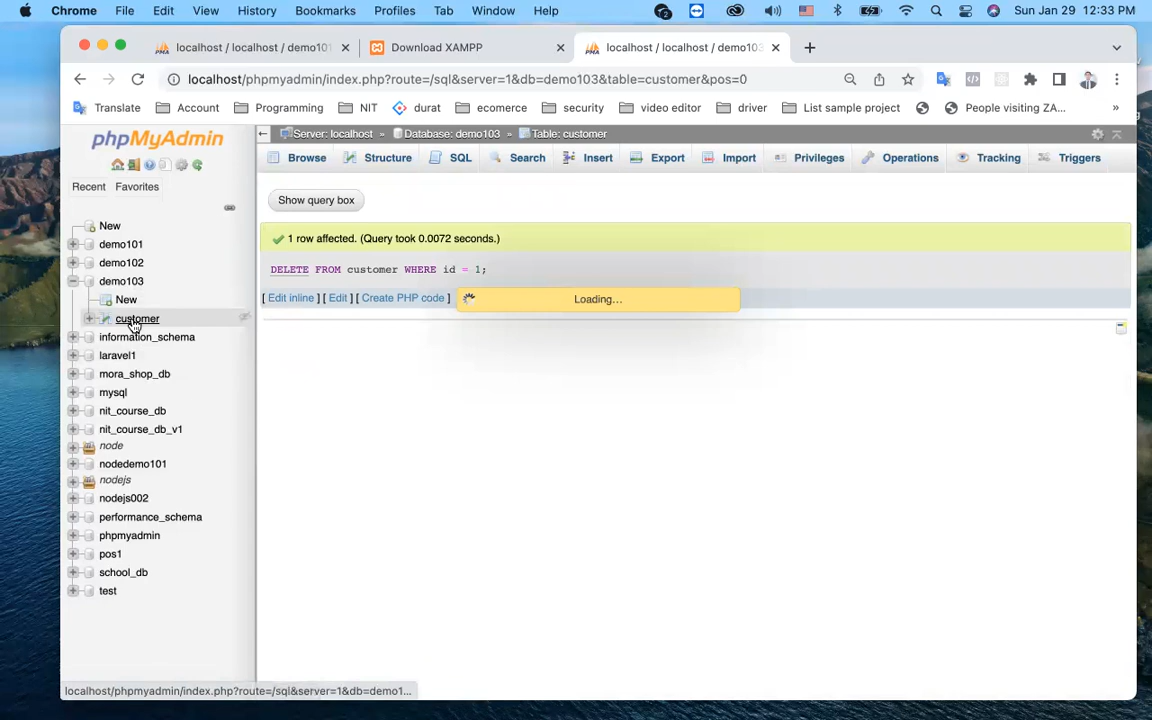 Chrome File Edit View History Bookmarks Profiles Tab Window Help Sun Jan 29 12:33 PM
localhost / localhost / demo101 Download XAMPP localhost / localhost / demo103
localhost/phpmyadmin/index.php?route=/sql&server=1&db=demo103&table=customer&pos=0
Translate Account Programming NIT durat ecomerce security video editor driver List sample project People visiting ZA... »
phpMyAdmin
Server: localhost » Database: demo103 » Table: customer
Browse Structure SQL Search Insert Export Import Privileges Operations Tracking Triggers
Recent Favorites
Show query box
New
demo101
demo102
demo103
New
customer
information_schema
laravel1
mora_shop_db
mysql
nit_course_db
nit_course_db_v1
node
nodedemo101
nodejs
nodejs002
performance_schema
phpmyadmin
pos1
school_db
test
1 row affected. (Query took 0.0072 seconds.)
DELETE FROM customer WHERE id = 1;
[ Edit inline ] [ Edit ] [ Create PHP code ]
Loading...
localhost/phpmyadmin/index.php?route=/sql&server=1&db=demo1...